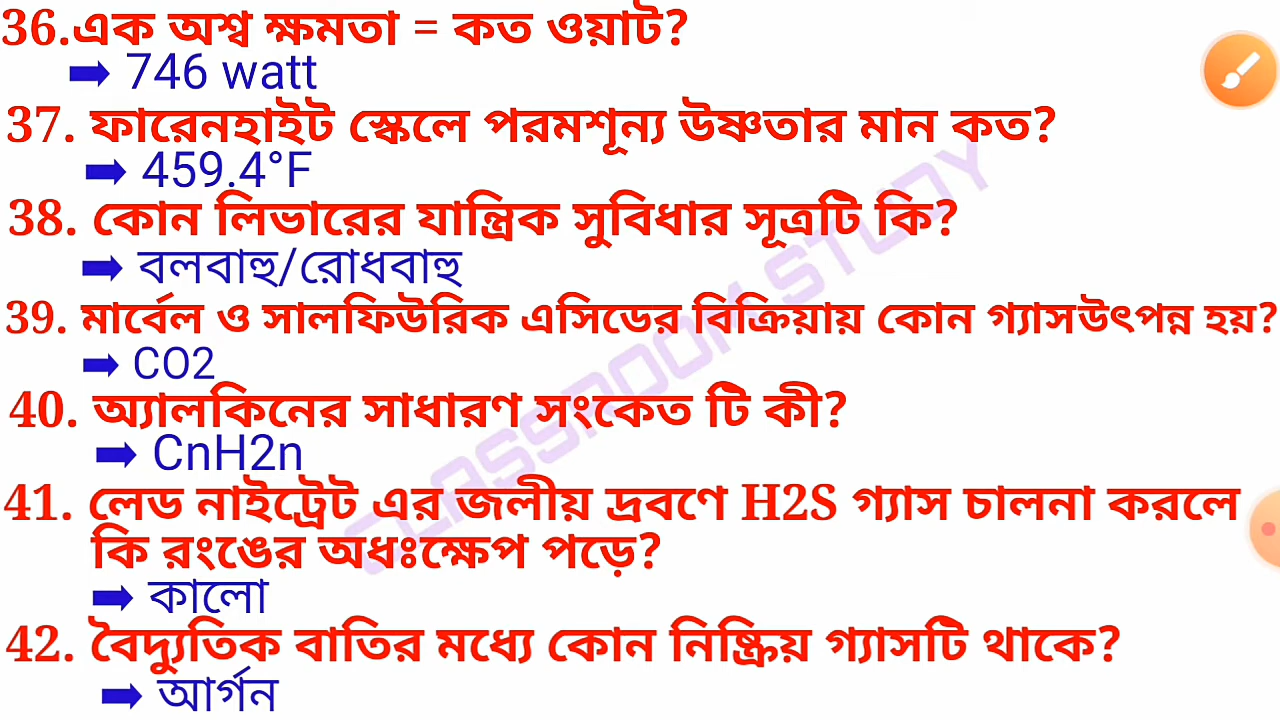 36.এক অশ্ব ক্ষমতা = কত ওয়াট?
➡ 746 watt
37. ফারেনহাইট স্কেলে পরমশূন্য উষ্ণতার মান কত?
➡ 459.4°F
38. কোন লিভারের যান্ত্রিক সুবিধার সূত্রটি কি?
➡ বলবাহু/রোধবাহু
39. মার্বেল ও সালফিউরিক এসিডের বিক্রিয়ায় কোন গ্যাসউৎপন্ন হয়?
➡ CO2
40. অ্যালকিনের সাধারণ সংকেত টি কী?
➡ CnH2n
41. লেড নাইট্রেট এর জলীয় দ্রবণে H2S গ্যাস চালনা করলে
কি রংঙের অধঃক্ষেপ পড়ে?
➡ কালো
42. বৈদ্যুতিক বাতির মধ্যে কোন নিষ্ক্রিয় গ্যাসটি থাকে?
➡ আর্গন
CLASSROOM STUDY